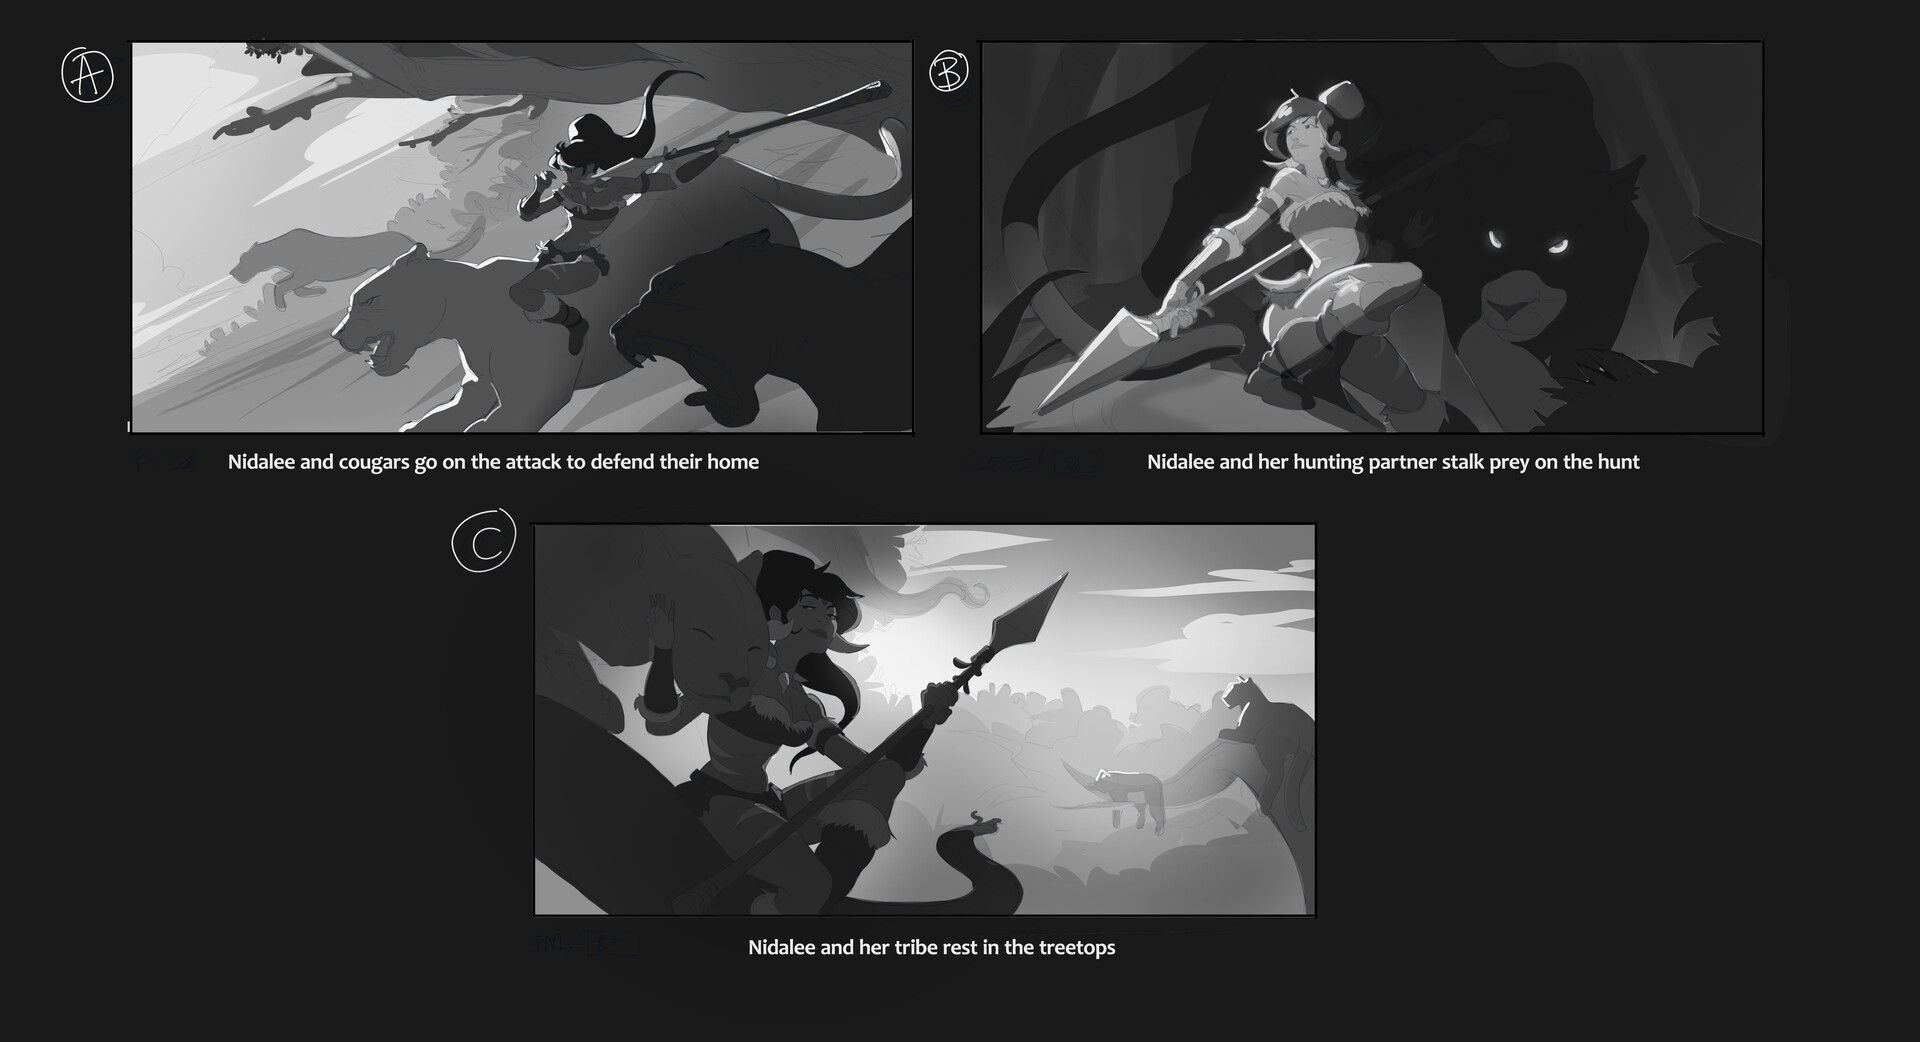 A
B
Nidalee and cougars go on the attack to defend their home
Nidalee and her hunting partner stalk prey on the hunt
C
Nidalee and her tribe rest in the treetops